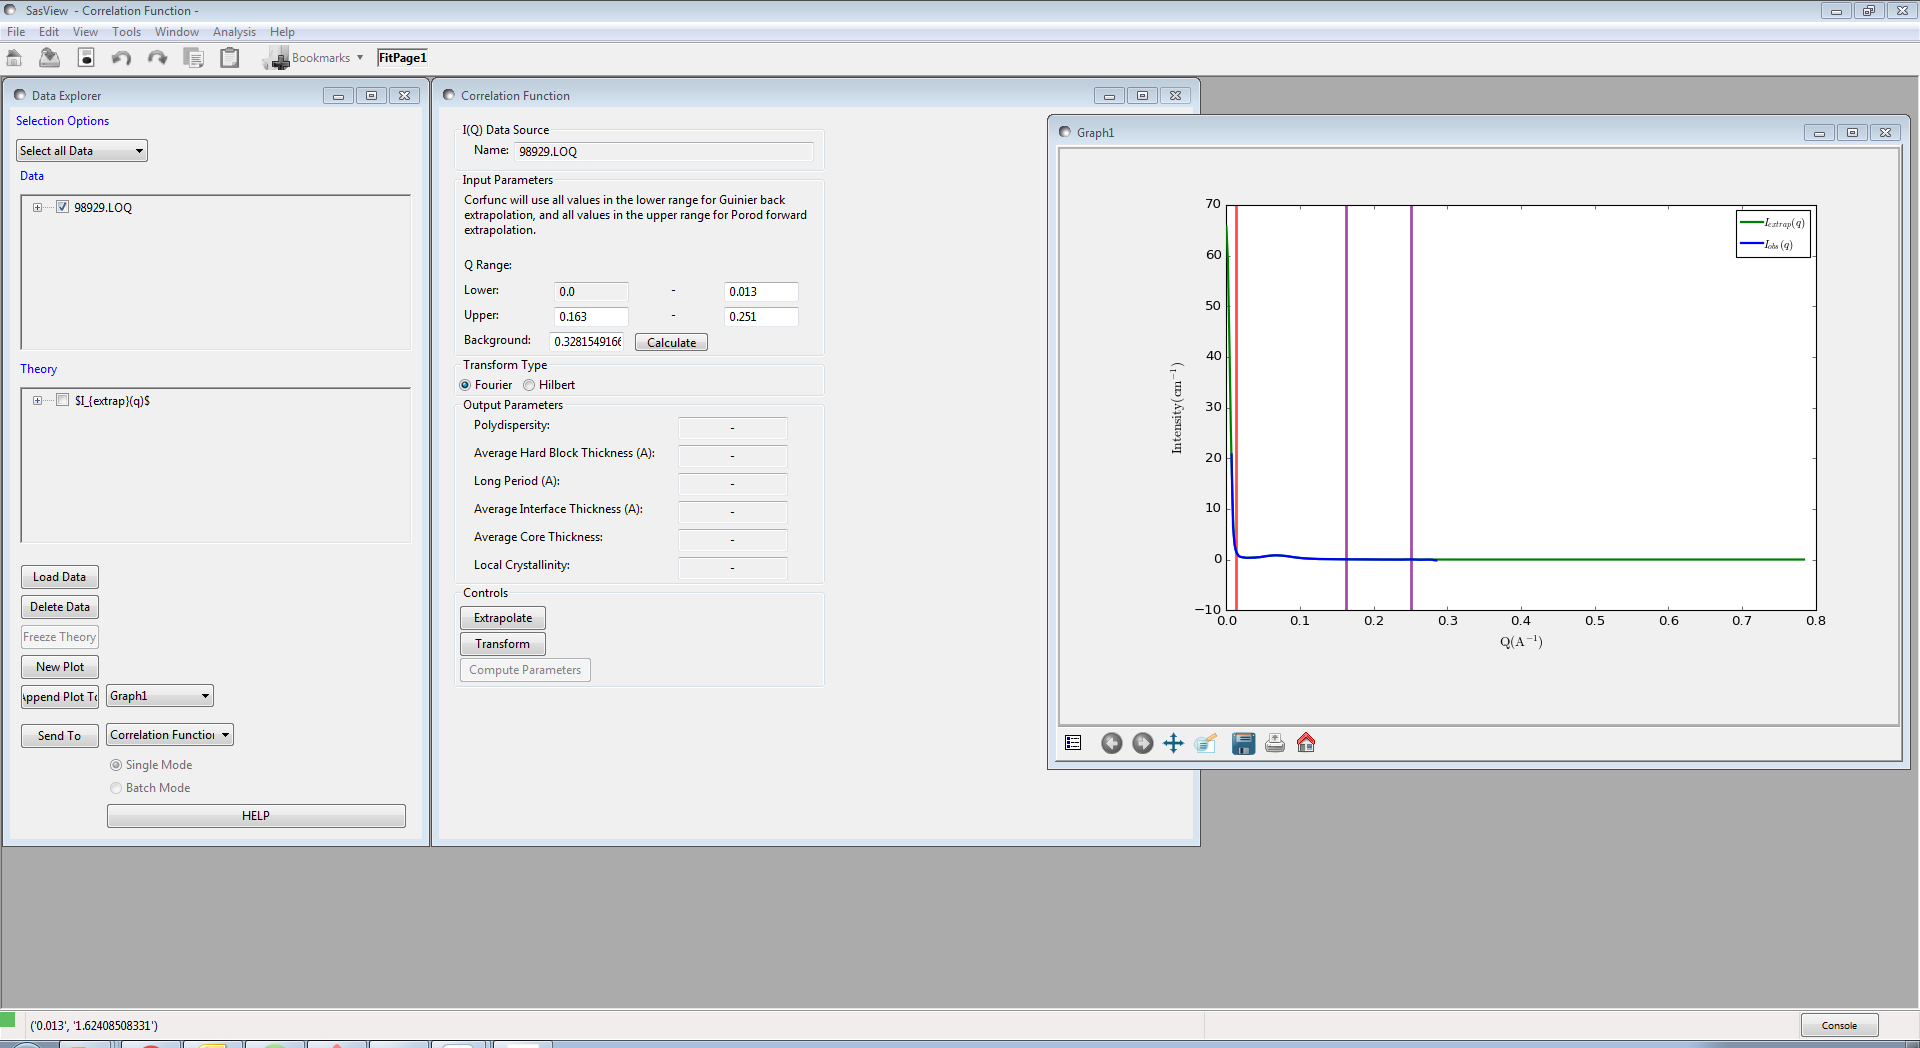 SasView - Correlation Function -
File Edit View Tools Window Analysis Help
Bookmarks FitPage1
Data Explorer
Selection Options
Select all Data
Data
98929.LOQ
Theory
$I_{extrap}(q)$
Load Data
Delete Data
Freeze Theory
New Plot
Append Plot To Graph1
Send To Correlation Function
Single Mode
Batch Mode
HELP
Correlation Function
I(Q) Data Source
Name: 98929.LOQ
Input Parameters
Corfunc will use all values in the lower range for Guinier back
extrapolation, and all values in the upper range for Porod forward
extrapolation.
Q Range:
Lower: 0.0 - 0.013
Upper: 0.163 - 0.251
Background: 0.3281549166 Calculate
Transform Type
Fourier Hilbert
Output Parameters
Polydispersity: -
Average Hard Block Thickness (A): -
Long Period (A): -
Average Interface Thickness (A): -
Average Core Thickness: -
Local Crystallinity: -
Controls
Extrapolate
Transform
Compute Parameters
Graph1
70
60
50
40
30
20
10
0
−10
Intensity(cm⁻¹)
I_extrap(q)
I_obs(q)
0.0 0.1 0.2 0.3 0.4 0.5 0.6 0.7 0.8
Q(A⁻¹)
('0.013', '1.62408508331')
Console